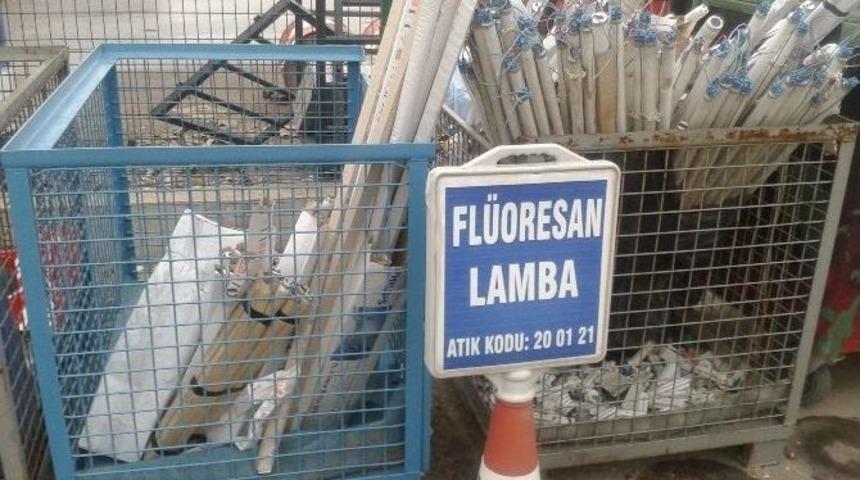 FLÜORESAN
LAMBA
ATIK KODU: 20 01 21